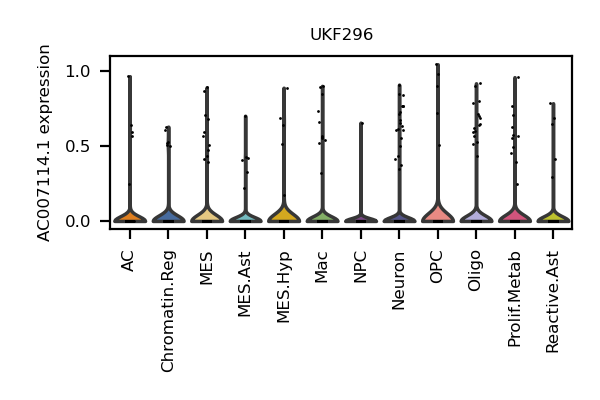 UKF296
AC007114.1 expression
1.0
0.5
0.0
AC
Chromatin.Reg
MES
MES.Ast
MES.Hyp
Mac
NPC
Neuron
OPC
Oligo
Prolif.Metab
Reactive.Ast